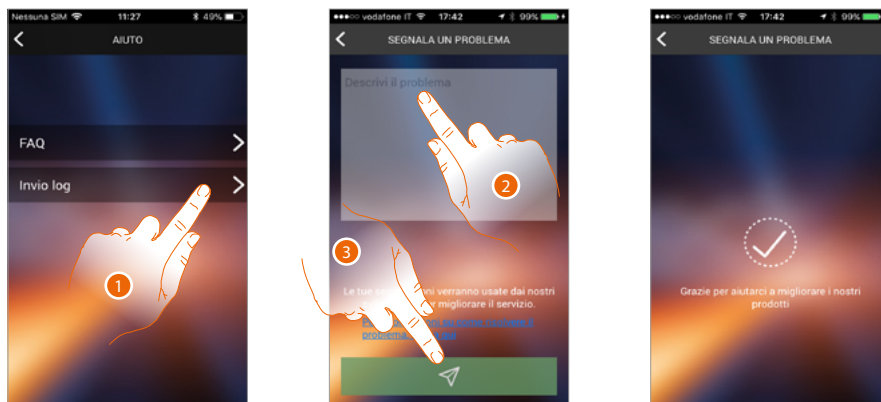 Nessuna SIM 11:27 49%
AIUTO
FAQ
Invio log
1
vodafone IT 17:42 99%
SEGNALA UN PROBLEMA
Descrivi il problema
2
3
Le tue ni verranno usate dai nostri
r migliorare il servizio.
problema
vodafone IT 17:42 99%
SEGNALA UN PROBLEMA
Grazie per aiutarci a migliorare i nostri
prodotti